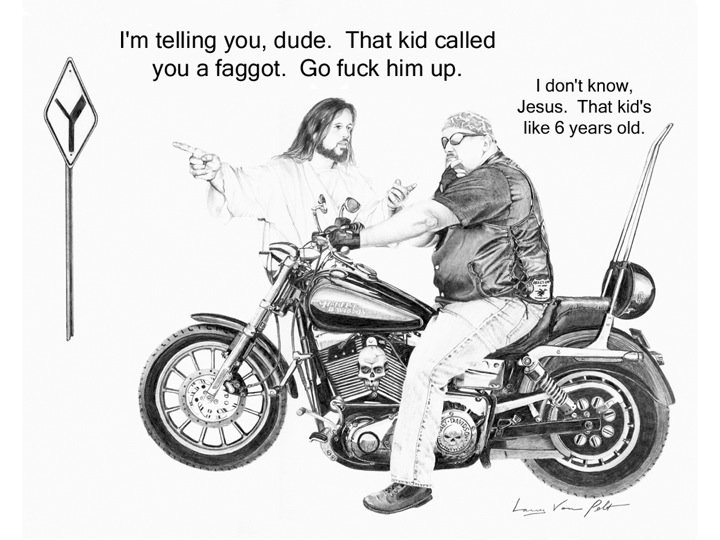 I'm telling you, dude. That kid called
you a faggot. Go fuck him up.
I don't know,
Jesus. That kid's
like 6 years old.